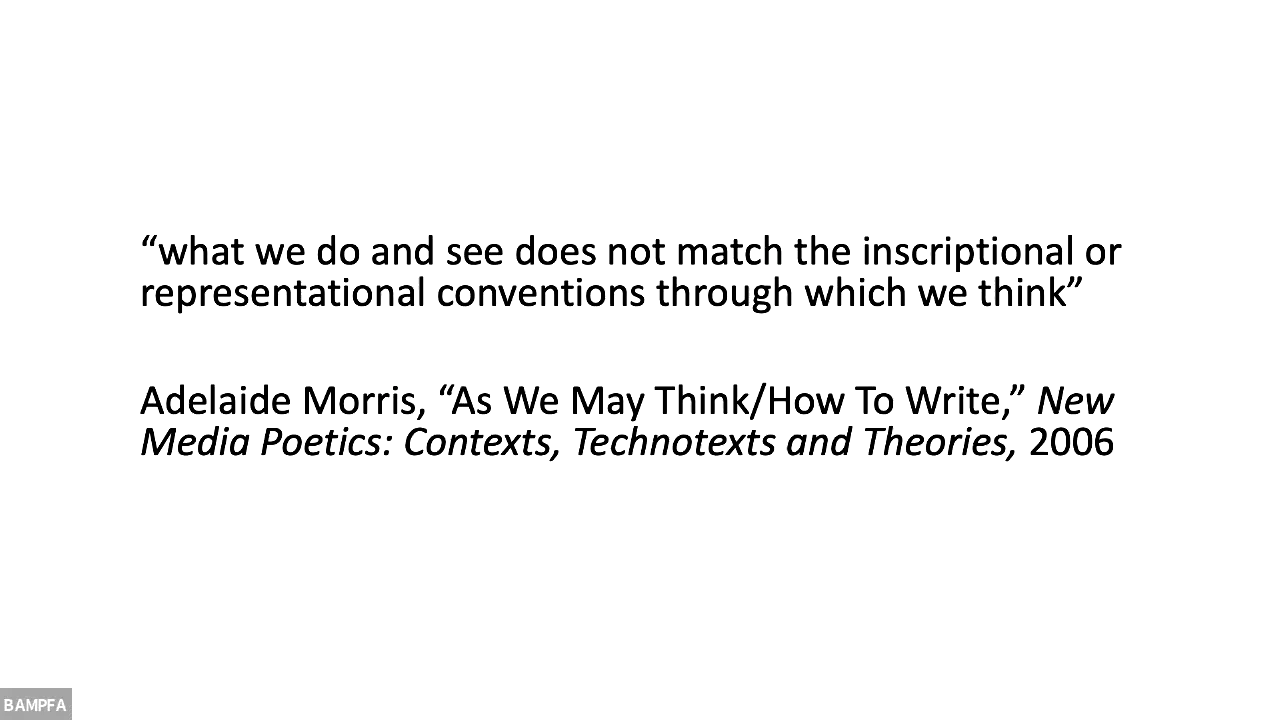 “what we do and see does not match the inscriptional or
representational conventions through which we think”
Adelaide Morris, “As We May Think/How To Write,” New
Media Poetics: Contexts, Technotexts and Theories, 2006
BAMPFA